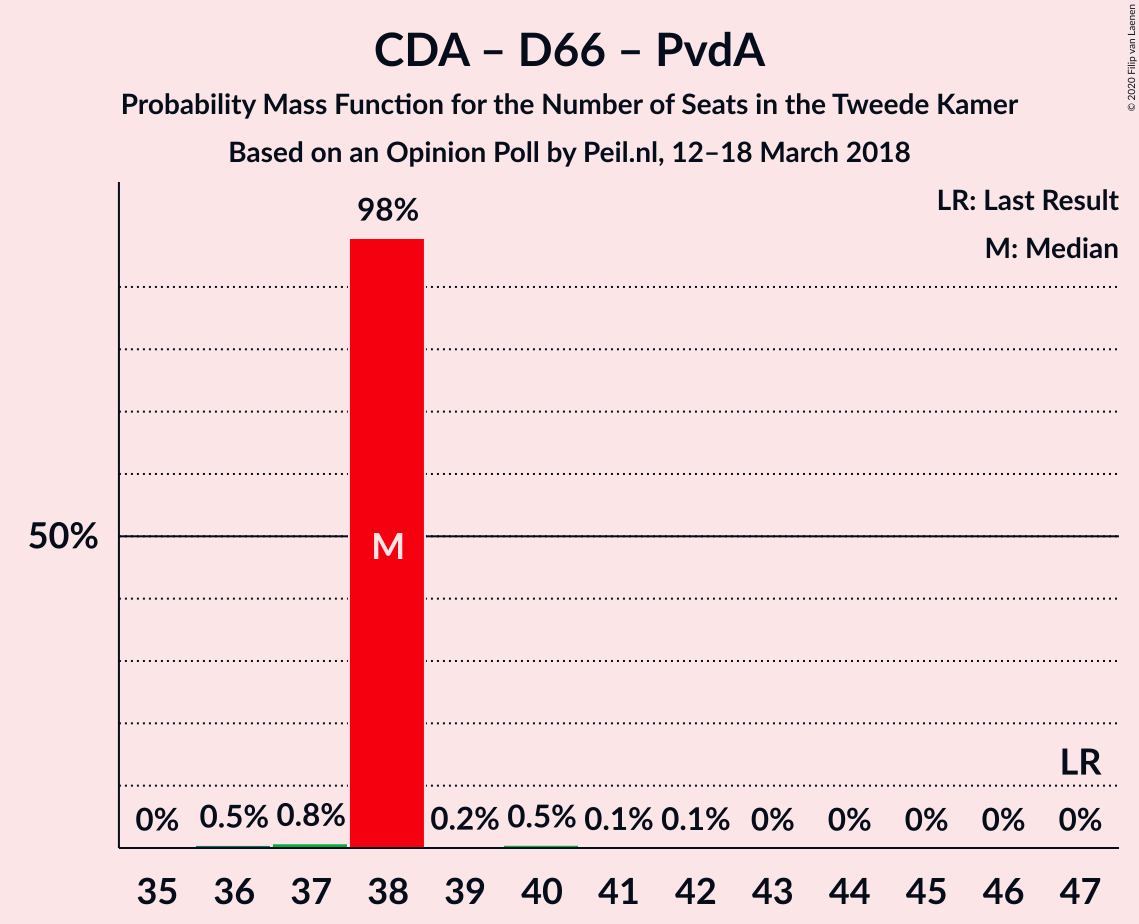 CDA – D66 – PvdA
Probability Mass Function for the Number of Seats in the Tweede Kamer
Based on an Opinion Poll by Peil.nl, 12–18 March 2018
© 2020 Filip van Laenen
LR: Last Result
M: Median
98%
50%
M
LR
0% 0.5% 0.8% 0.2% 0.5% 0.1% 0.1% 0% 0% 0% 0% 0%
35 36 37 38 39 40 41 42 43 44 45 46 47